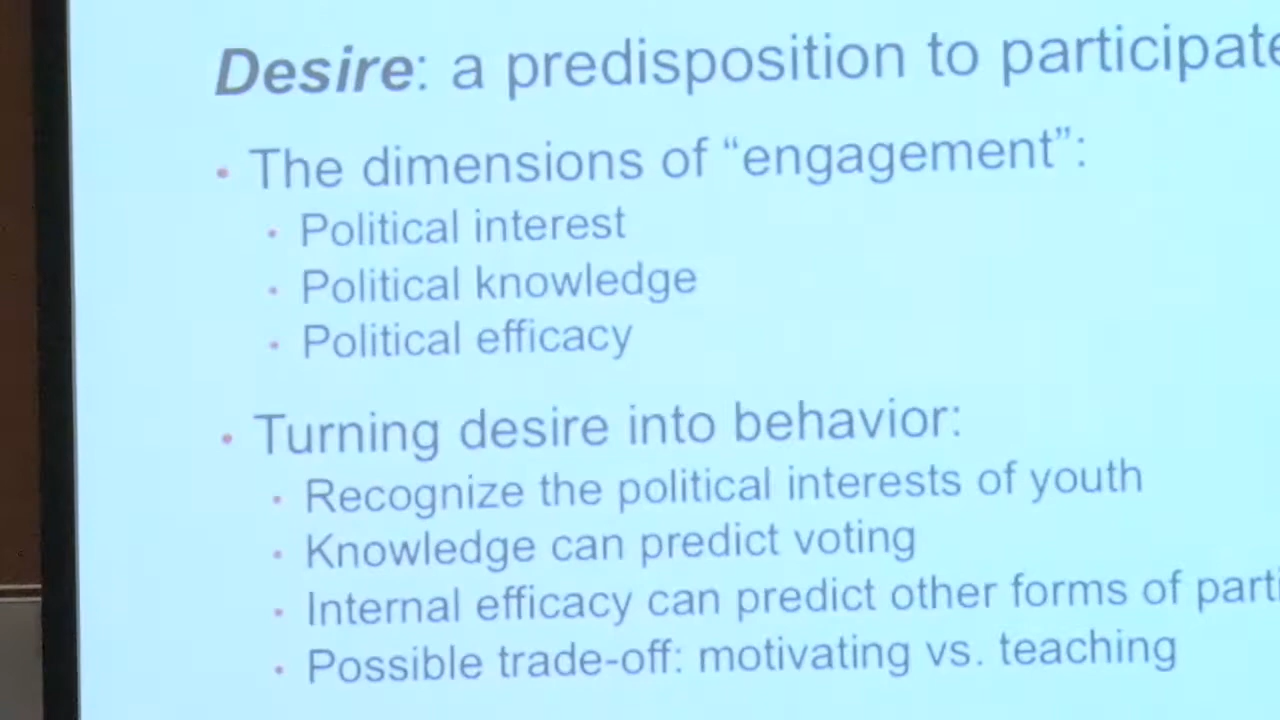 Desire: a predisposition to participate
• The dimensions of “engagement”:
• Political interest
• Political knowledge
• Political efficacy
• Turning desire into behavior:
• Recognize the political interests of youth
• Knowledge can predict voting
• Internal efficacy can predict other forms of parti
• Possible trade-off: motivating vs. teaching